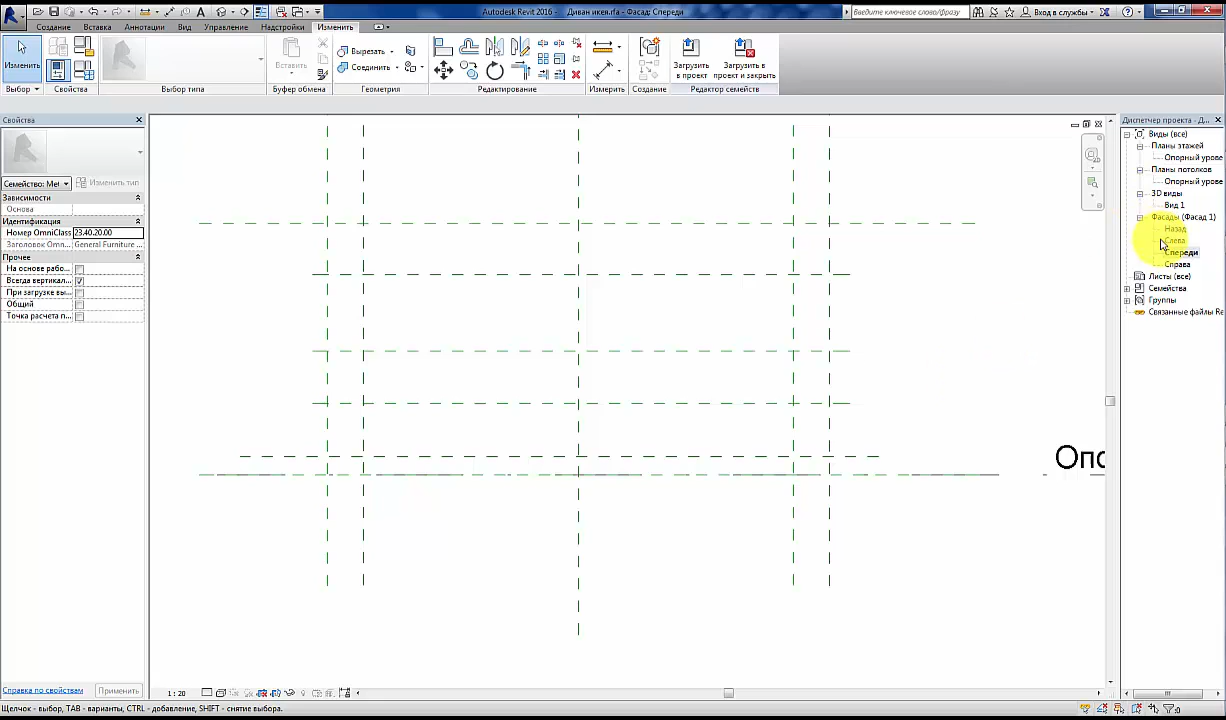 Autodesk Revit 2016 - Диван икея.rfa - Фасад: Спереди
Введите ключевое слово/фразу
Вход в службы
Создание Вставка Аннотации Вид Управление Надстройки Изменить
Изменить
Вставить
Вырезать
Соединить
Загрузить в проект
Загрузить в проект и закрыть
Выбор Свойства Выбор типа Буфер обмена Геометрия Редактирование Измерить Создание Редактор семейств
Свойства
Семейство: Mel
Изменить тип
Зависимости
Основа
Идентификация
Номер OmniClass 23.40.20.00
Заголовок Omn... General Furniture ...
Прочее
На основе рабо...
Всегда вертикал...
При загрузке вы...
Общий
Точка расчета п...
Справка по свойствам
Применить
Опо
1 : 20
Диспетчер проекта - Д...
Виды (все)
Планы этажей
Опорный урове
Планы потолков
Опорный урове
3D виды
Вид 1
Фасады (Фасад 1)
Назад
Слева
Спереди
Справа
Листы (все)
Семейства
Группы
Связанные файлы Re
Щелчок - выбор, TAB - варианты, CTRL - добавление, SHIFT - снятие выбора.
:0